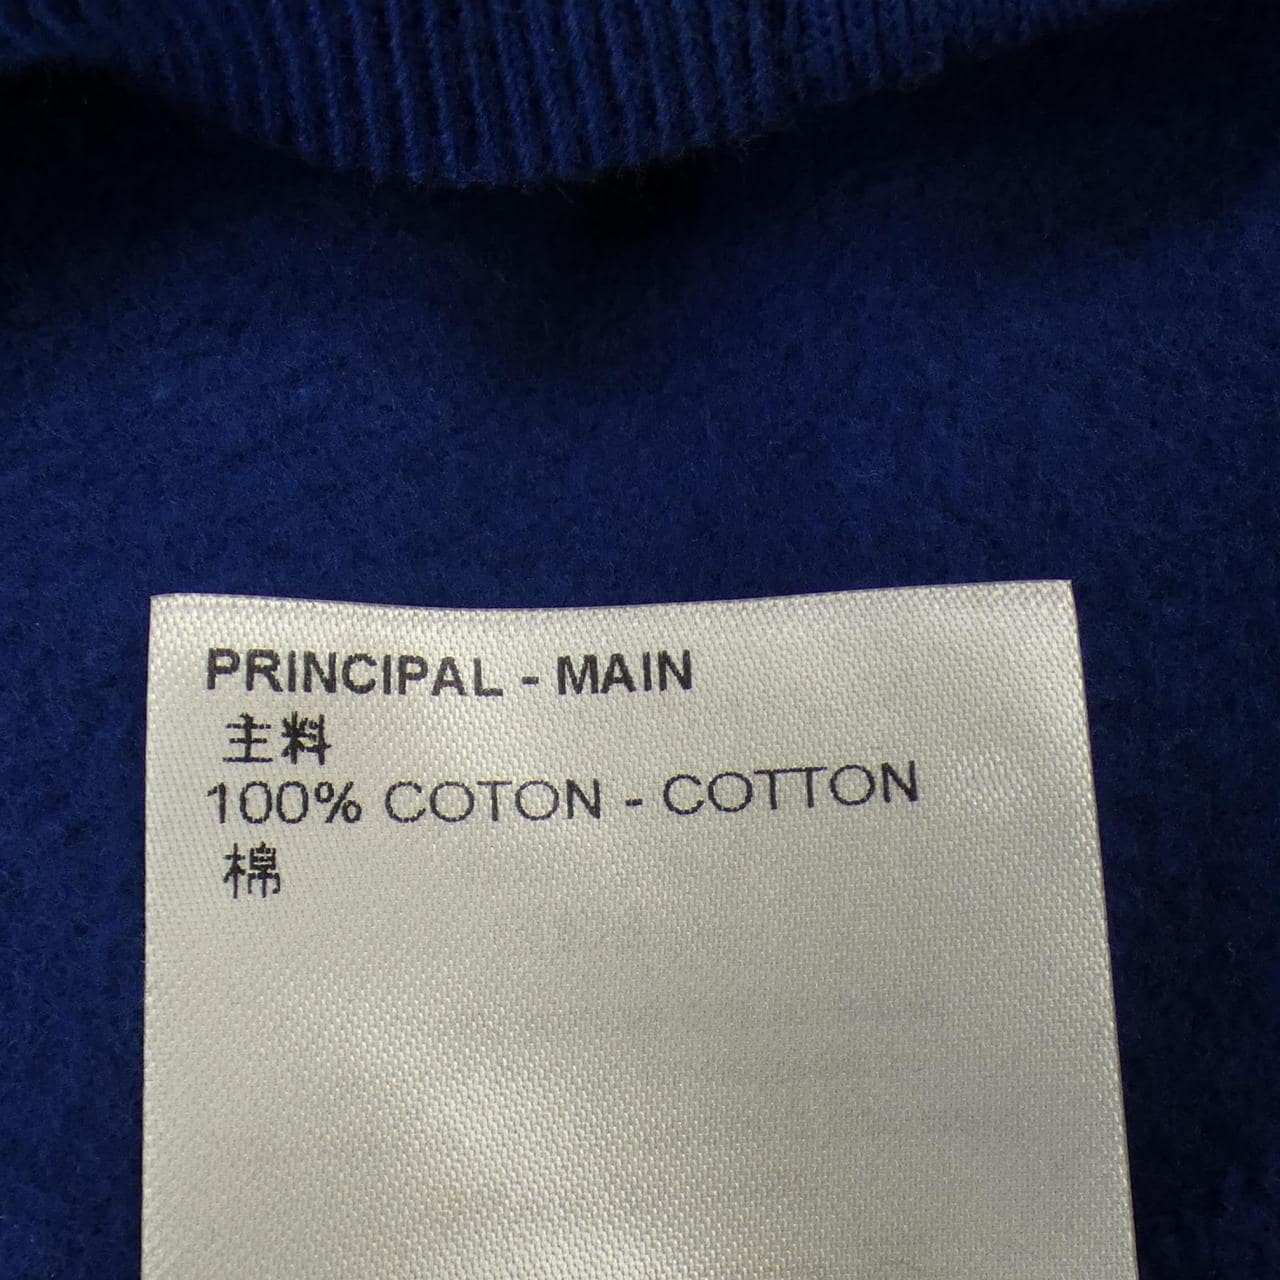 PRINCIPAL - MAIN
主料
100% COTON - COTTON
棉